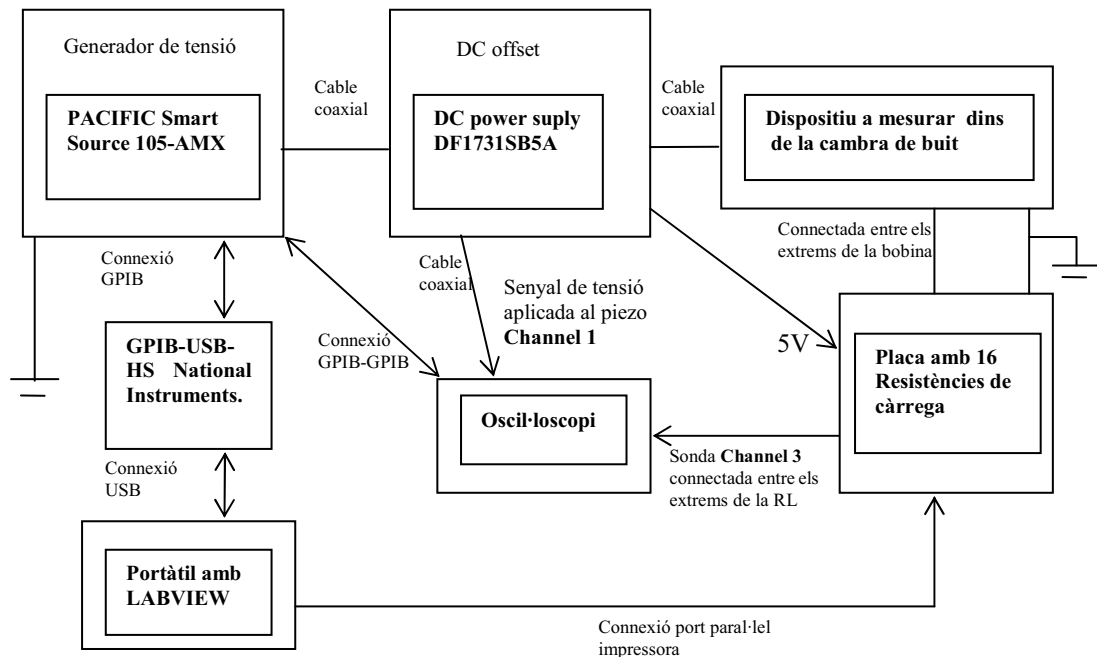 Generador de tensió
PACIFIC Smart
Source 105-AMX
Cable
coaxial
DC offset
DC power suply
DF1731SB5A
Cable
coaxial
Dispositiu a mesurar dins
de la cambra de buit
Connectada entre els
extrems de la bobina
Connexió
GPIB
Cable
coaxial
Senyal de tensió
aplicada al piezo
Channel 1
Connexió
GPIB-GPIB
5V
GPIB-USB-
HS National
Instruments.
Placa amb 16
Resistències de
càrrega
Oscil·loscopi
Sonda Channel 3
connectada entre els
extrems de la RL
Connexió
USB
Portàtil amb
LABVIEW
Connexió port paral·lel
impressora